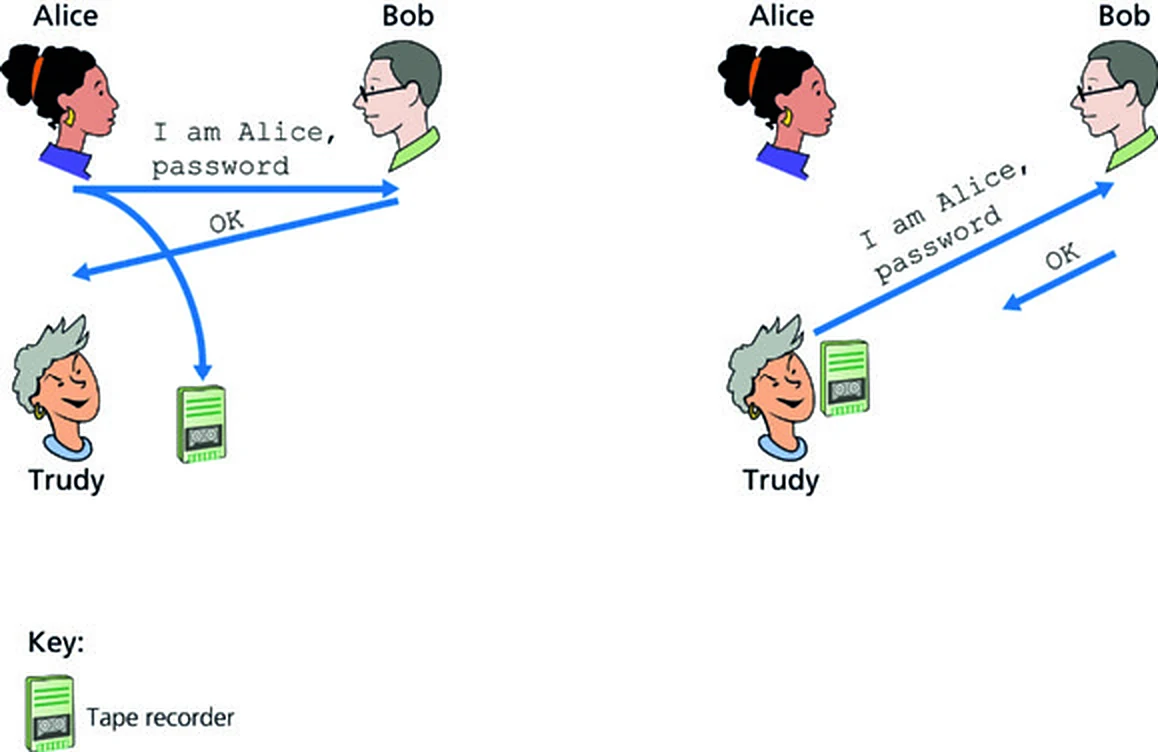 Alice
Bob
I am Alice,
password
OK
Trudy
Alice
Bob
I am Alice,
password
OK
Trudy
Key:
Tape recorder